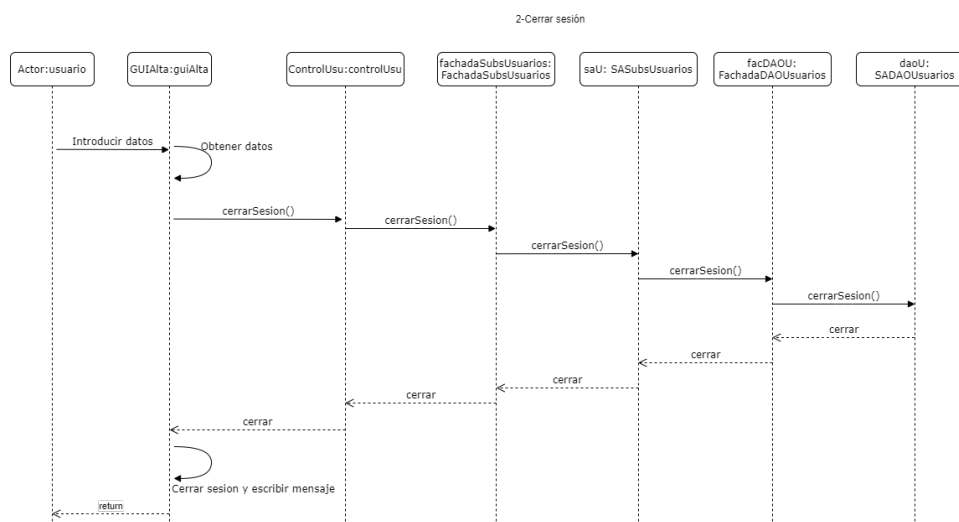 2-Cerrar sesión
Actor:usuario
GUIAlta:guiAlta
ControlUsu:controlUsu
fachadaSubsUsuarios:
FachadaSubsUsuarios
saU: SASubsUsuarios
facDAOU:
FachadaDAOUsuarios
daoU:
SADAOUsuarios
Introducir datos
Obtener datos
cerrarSesion()
cerrarSesion()
cerrarSesion()
cerrarSesion()
cerrarSesion()
cerrar
cerrar
cerrar
cerrar
cerrar
Cerrar sesion y escribir mensaje
return